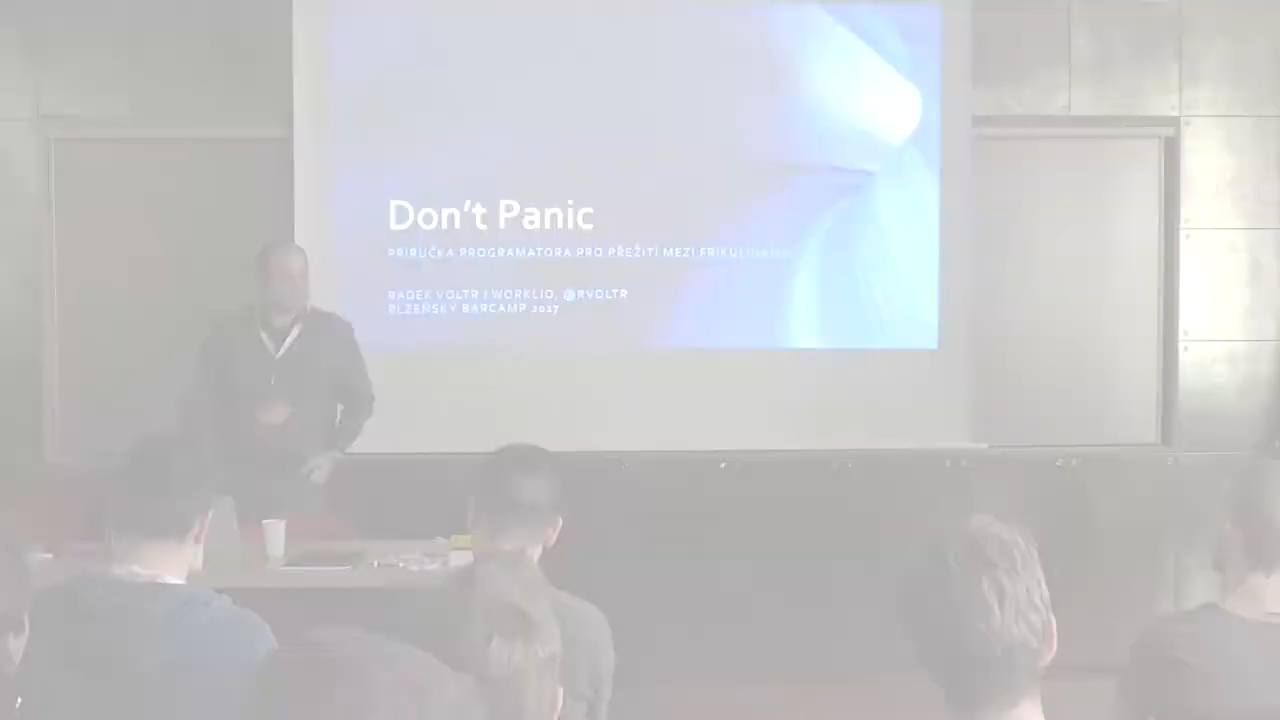 Don't Panic
PŘÍRUČKA PROGRAMÁTORA PRO PŘEŽITÍ MEZI
RADEK VOLTR | WORKLIO, @RVOLTR
PLZEŇSKÝ BARCAMP 2017